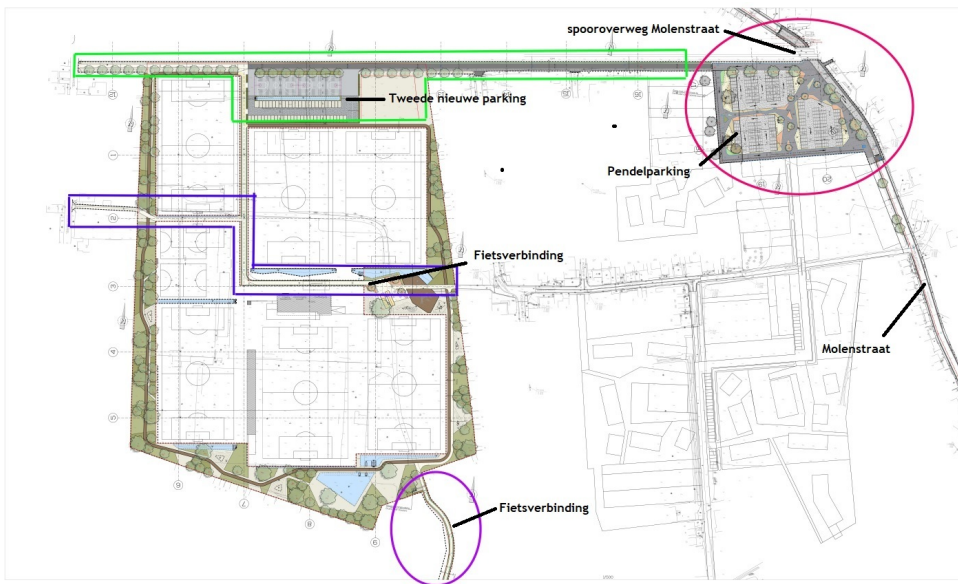 spooroverweg Molenstraat
Tweede nieuwe parking
Pendelparking
Fietsverbinding
Molenstraat
Fietsverbinding